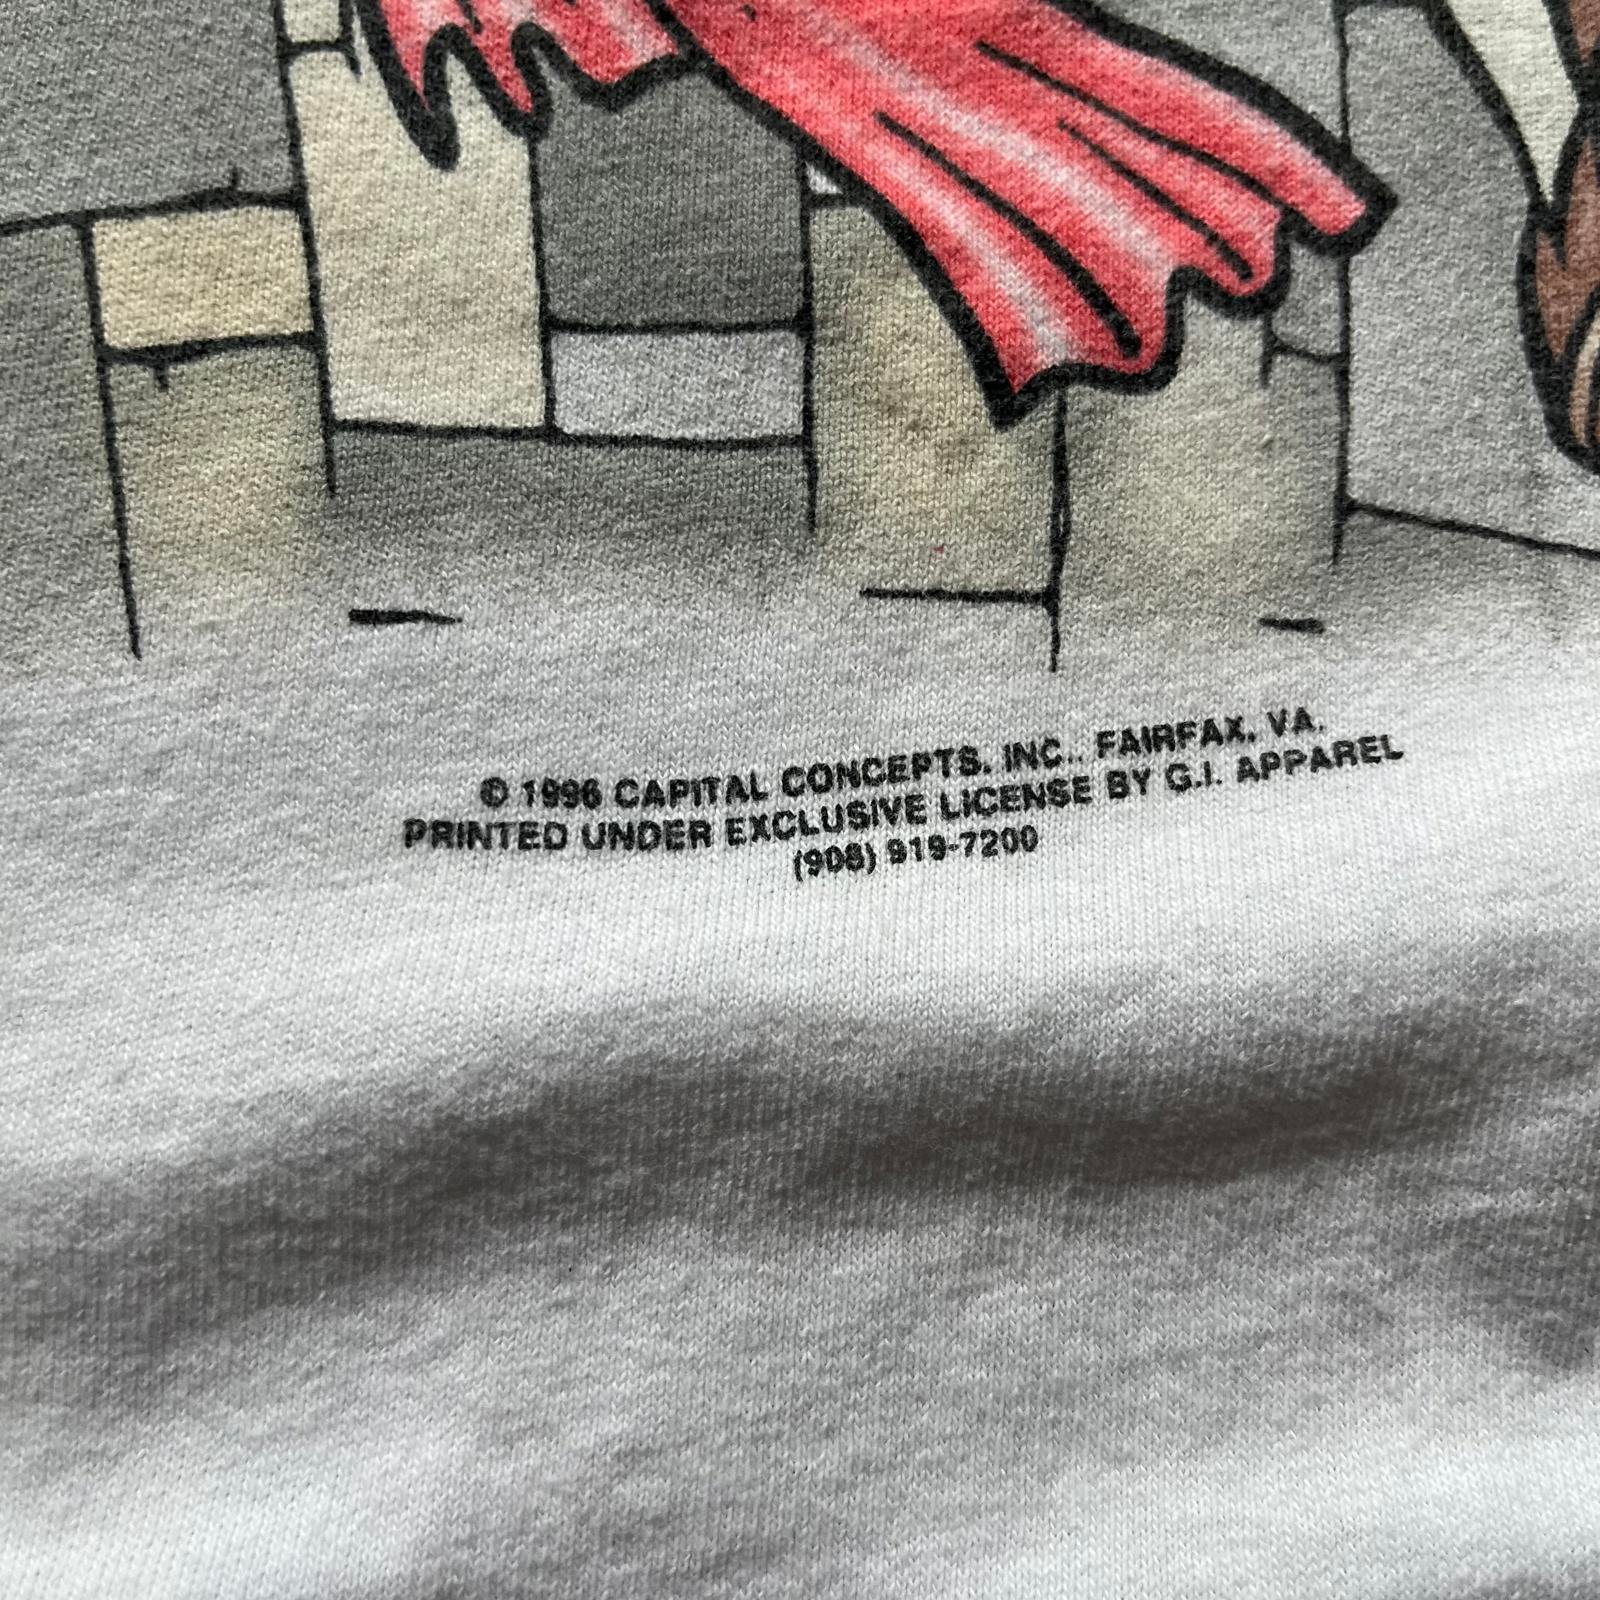 © 1996 CAPITAL CONCEPTS, INC., FAIRFAX, VA.
PRINTED UNDER EXCLUSIVE LICENSE BY G.I. APPAREL
(908) 919-7200